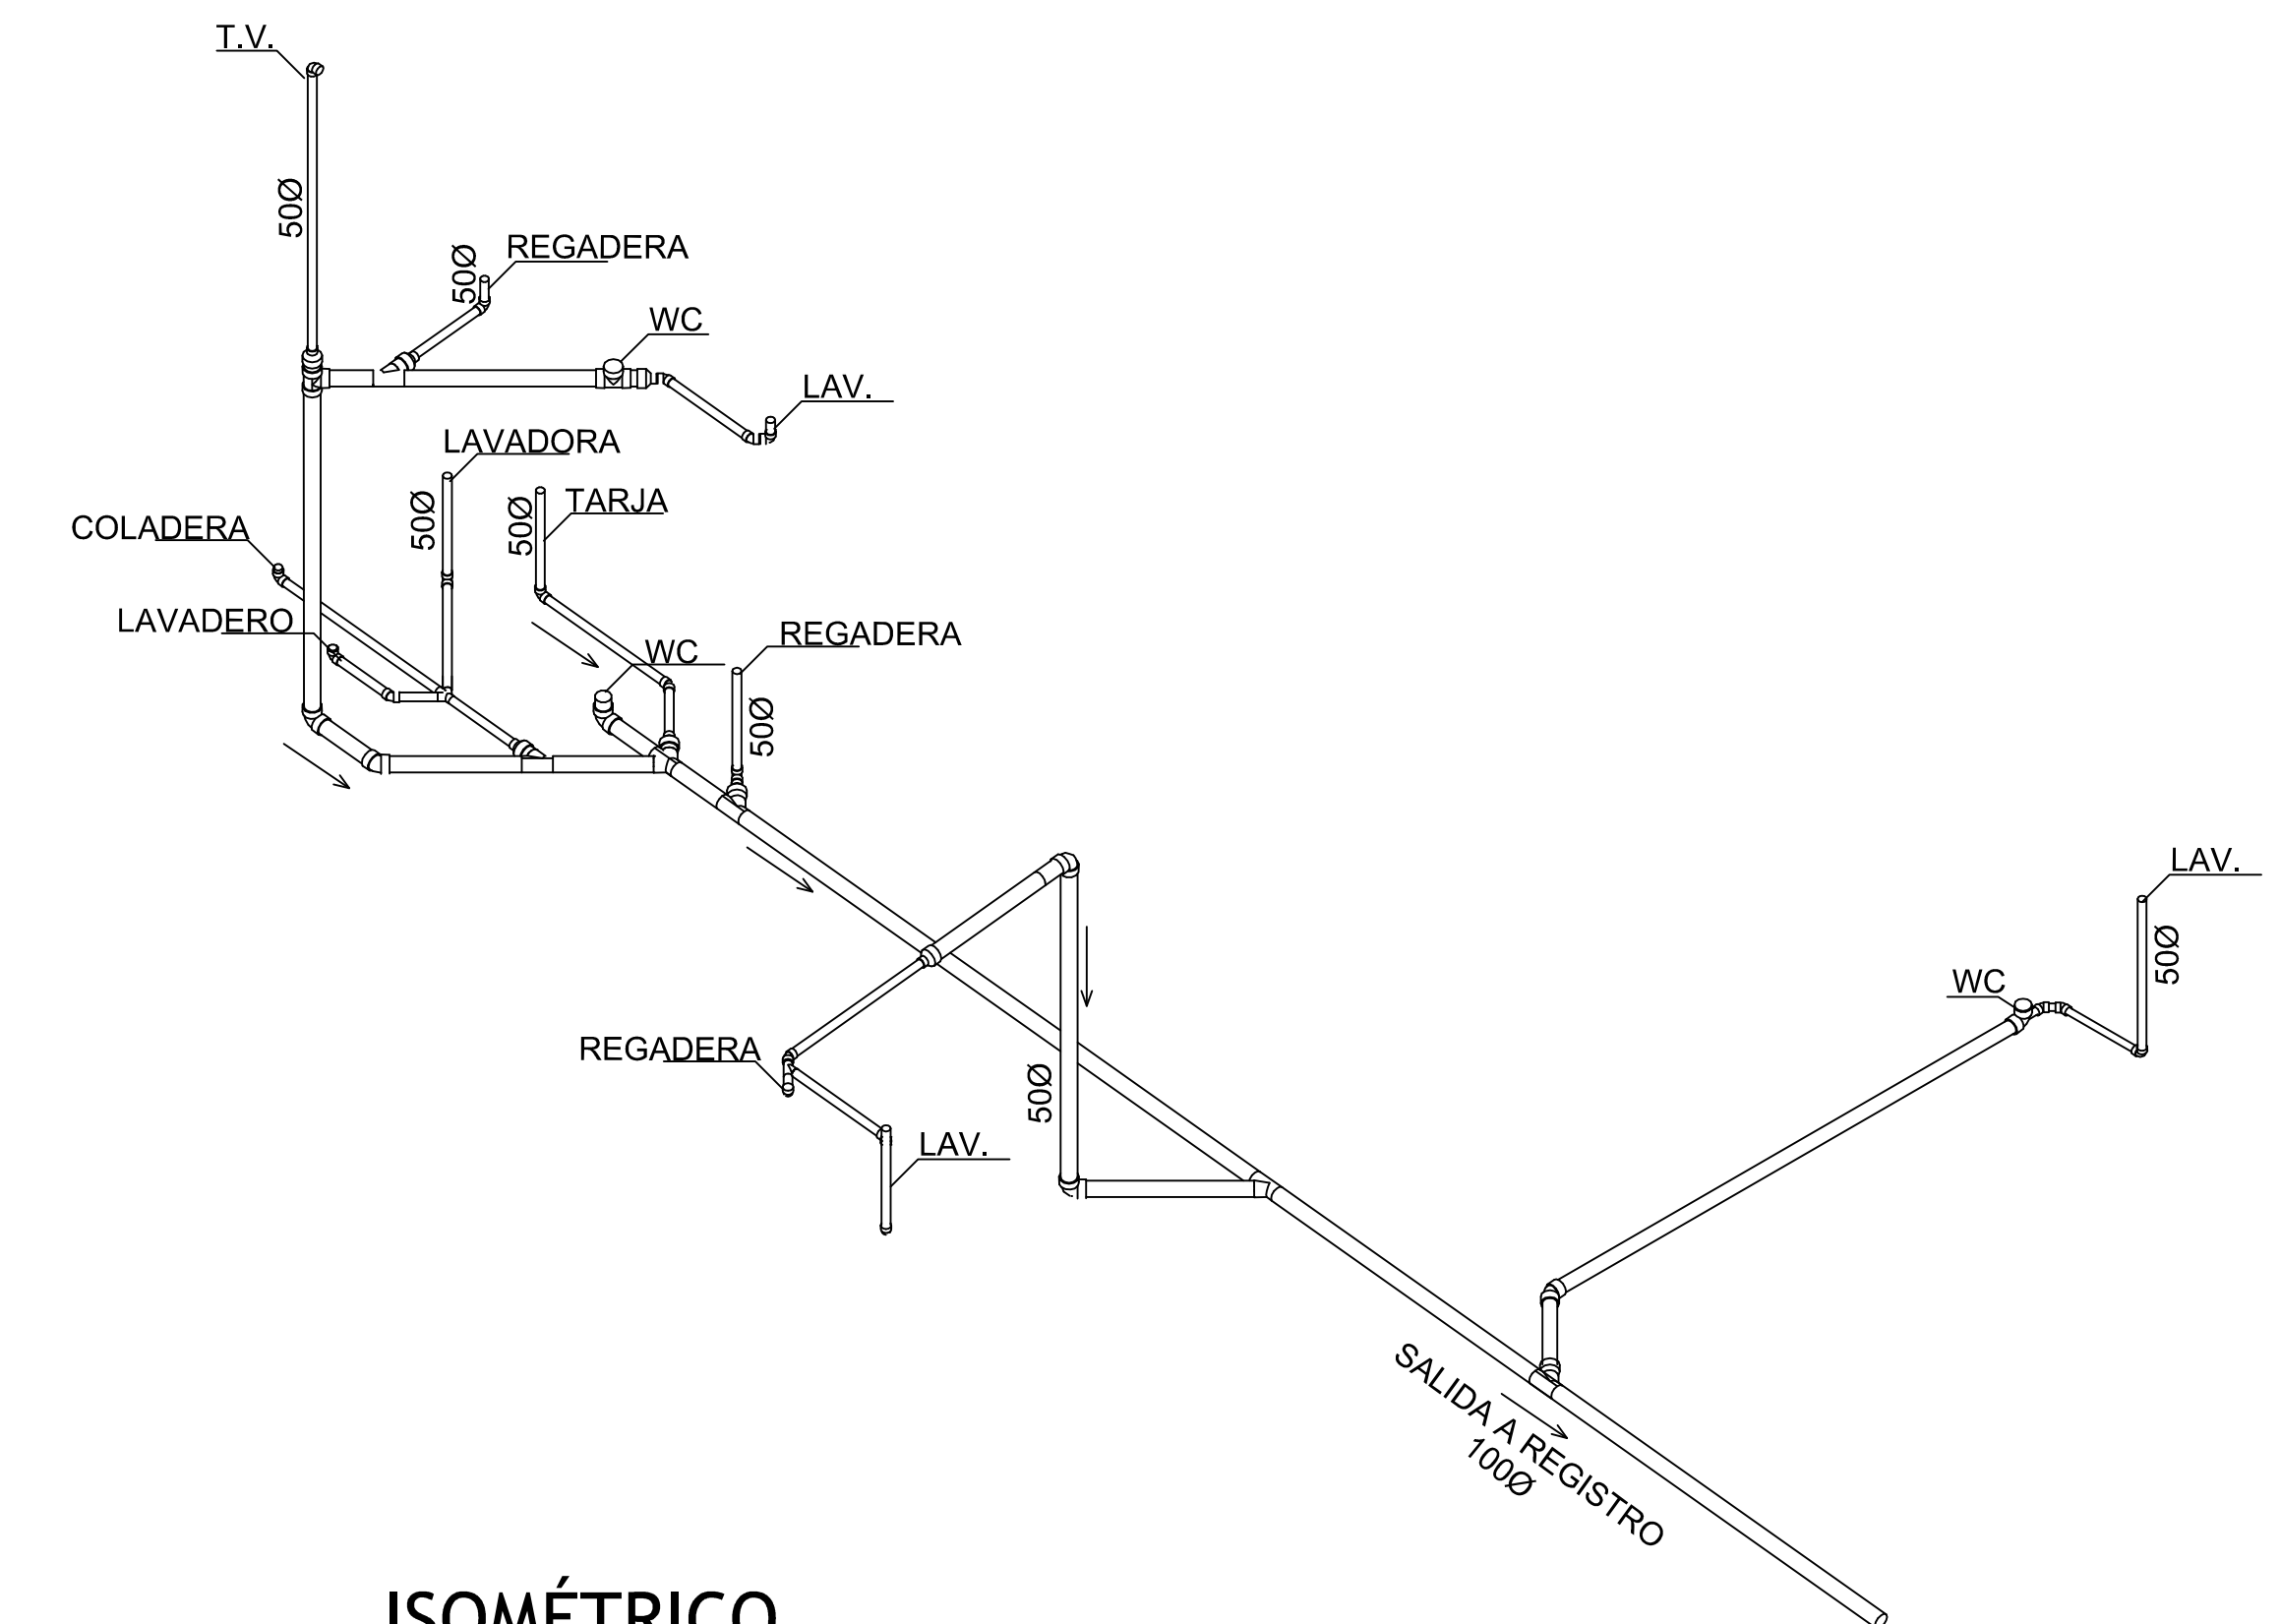 T.V.
50Ø
REGADERA
50Ø
WC
LAV.
LAVADORA
50Ø
TARJA
50Ø
COLADERA
LAVADERO
WC
REGADERA
50Ø
LAV.
50Ø
WC
REGADERA
50Ø
LAV.
SALIDA A REGISTRO
100Ø
ISOMÉTRICO